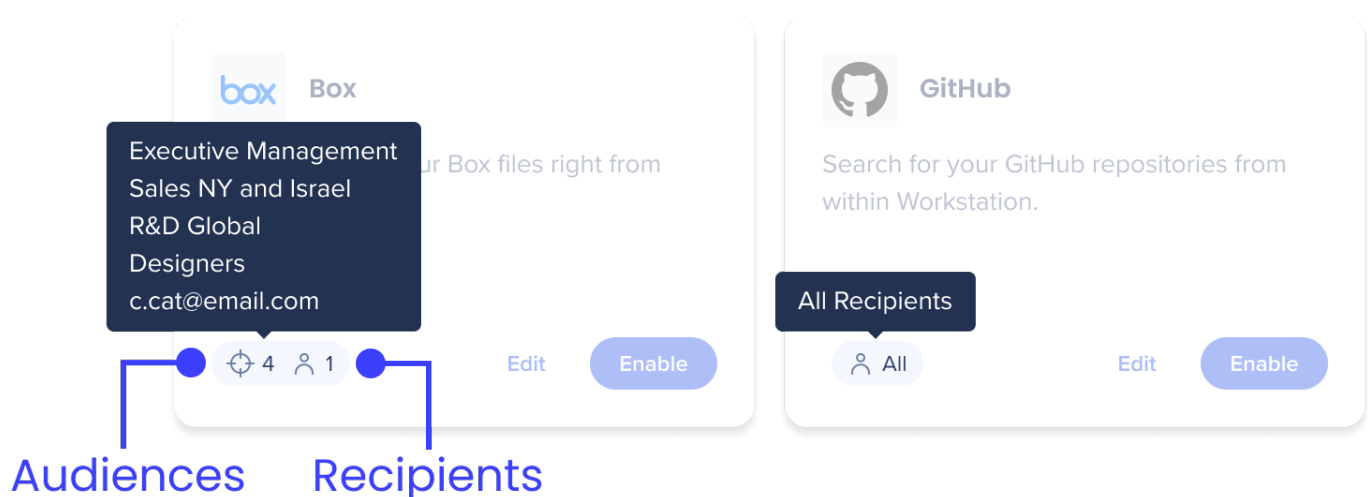 box
Box
GitHub
Executive Management
Sales NY and Israel
R&D Global
Designers
c.cat@email.com
ur Box files right from
Search for your GitHub repositories from
within Workstation.
All Recipients
4 1
Edit
Enable
All
Edit
Enable
Audiences
Recipients